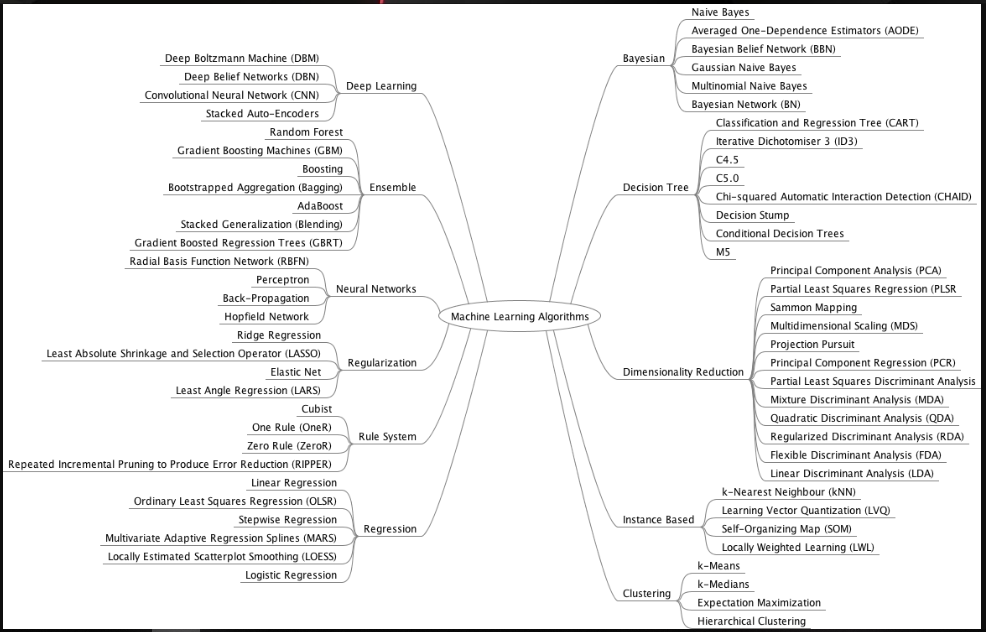 Machine Learning Algorithms
Deep Learning
Deep Boltzmann Machine (DBM)
Deep Belief Networks (DBN)
Convolutional Neural Network (CNN)
Stacked Auto-Encoders
Ensemble
Random Forest
Gradient Boosting Machines (GBM)
Boosting
Bootstrapped Aggregation (Bagging)
AdaBoost
Stacked Generalization (Blending)
Gradient Boosted Regression Trees (GBRT)
Neural Networks
Radial Basis Function Network (RBFN)
Perceptron
Back-Propagation
Hopfield Network
Regularization
Ridge Regression
Least Absolute Shrinkage and Selection Operator (LASSO)
Elastic Net
Least Angle Regression (LARS)
Rule System
Cubist
One Rule (OneR)
Zero Rule (ZeroR)
Repeated Incremental Pruning to Produce Error Reduction (RIPPER)
Regression
Linear Regression
Ordinary Least Squares Regression (OLSR)
Stepwise Regression
Multivariate Adaptive Regression Splines (MARS)
Locally Estimated Scatterplot Smoothing (LOESS)
Logistic Regression
Bayesian
Naive Bayes
Averaged One-Dependence Estimators (AODE)
Bayesian Belief Network (BBN)
Gaussian Naive Bayes
Multinomial Naive Bayes
Bayesian Network (BN)
Decision Tree
Classification and Regression Tree (CART)
Iterative Dichotomiser 3 (ID3)
C4.5
C5.0
Chi-squared Automatic Interaction Detection (CHAID)
Decision Stump
Conditional Decision Trees
M5
Dimensionality Reduction
Principal Component Analysis (PCA)
Partial Least Squares Regression (PLSR
Sammon Mapping
Multidimensional Scaling (MDS)
Projection Pursuit
Principal Component Regression (PCR)
Partial Least Squares Discriminant Analysis
Mixture Discriminant Analysis (MDA)
Quadratic Discriminant Analysis (QDA)
Regularized Discriminant Analysis (RDA)
Flexible Discriminant Analysis (FDA)
Linear Discriminant Analysis (LDA)
Instance Based
k-Nearest Neighbour (kNN)
Learning Vector Quantization (LVQ)
Self-Organizing Map (SOM)
Locally Weighted Learning (LWL)
Clustering
k-Means
k-Medians
Expectation Maximization
Hierarchical Clustering